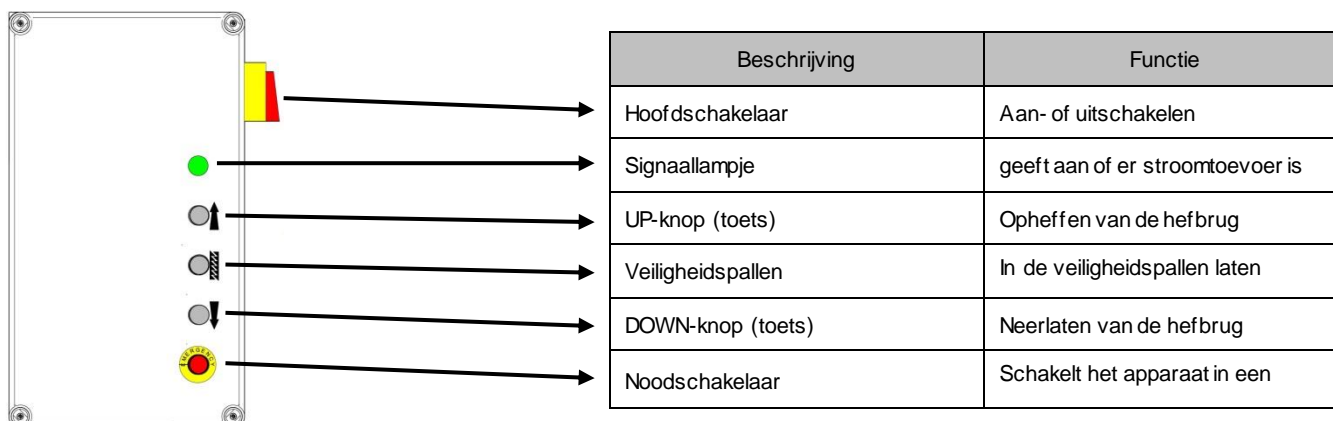 Beschrijving Functie
Hoofdschakelaar Aan- of uitschakelen
Signaallampje geeft aan of er stroomtoevoer is
UP-knop (toets) Opheffen van de hefbrug
Veiligheidspallen In de veiligheidspallen laten
DOWN-knop (toets) Neerlaten van de hefbrug
EMERGENCY
Noodschakelaar Schakelt het apparaat in een